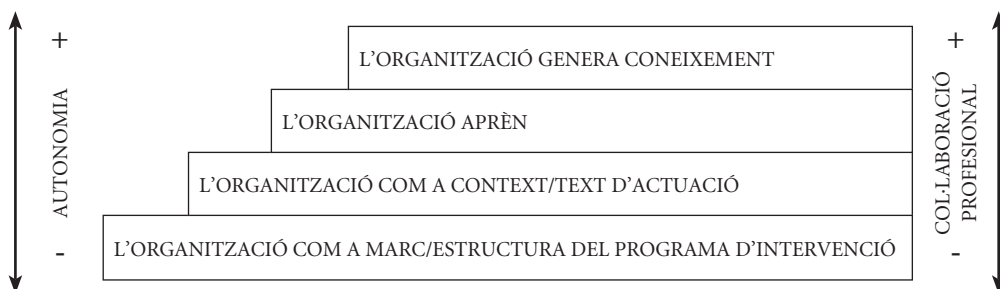 +
AUTONOMIA
-
L'ORGANITZACIÓ GENERA CONEIXEMENT
L'ORGANITZACIÓ APRÈN
L'ORGANITZACIÓ COM A CONTEXT/TEXT D'ACTUACIÓ
L'ORGANITZACIÓ COM A MARC/ESTRUCTURA DEL PROGRAMA D'INTERVENCIÓ
+
COL·LABORACIÓ
PROFESIONAL
-